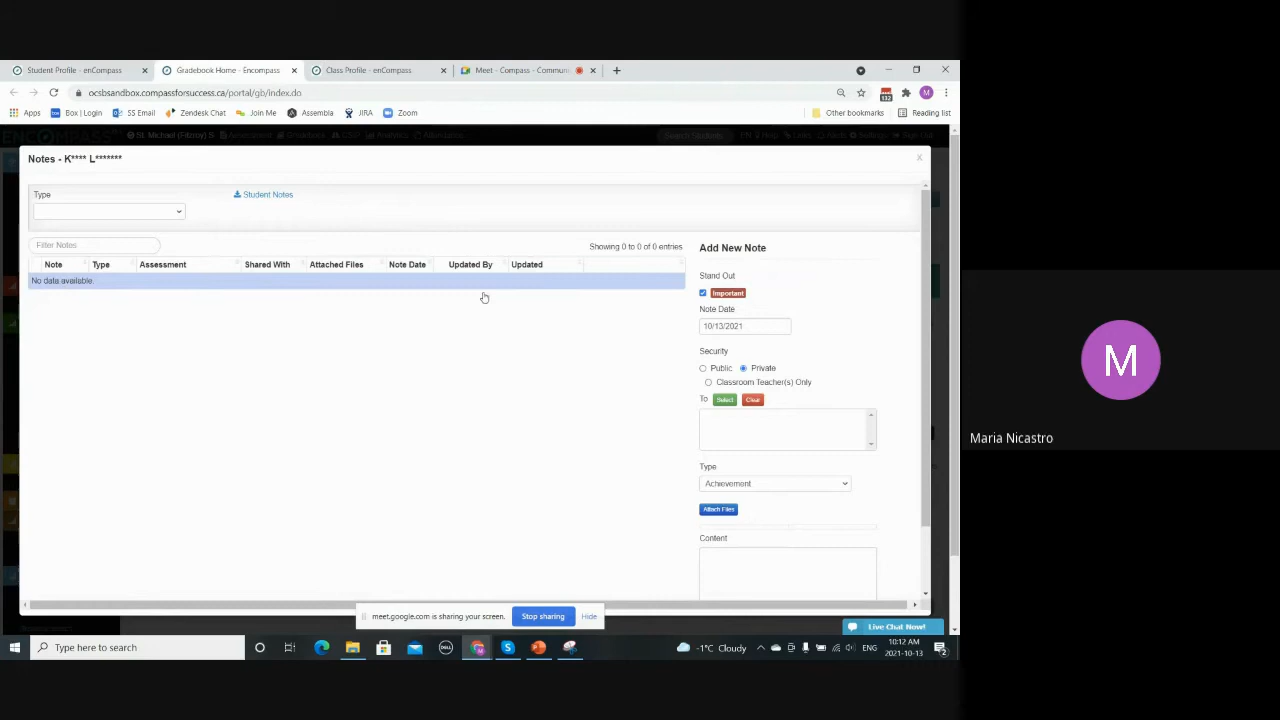 Student Profile - enCompass
Gradebook Home - Encompass
Class Profile - enCompass
Meet - Compass - Commun
ocsbsandbox.compassforsuccess.ca/portal/gb/index.do
132
M
Apps
Box | Login
SS Email
Zendesk Chat
Join Me
Assembla
JIRA
Zoom
Other bookmarks
Reading list
Notes - K**** L*******
X
Type
Student Notes
Filter Notes
Showing 0 to 0 of 0 entries
Note Type Assessment Shared With Attached Files Note Date Updated By Updated
No data available.
Add New Note
Stand Out
Important
Note Date
10/13/2021
Security
Public Private
Classroom Teacher(s) Only
To Select Clear
Type
Achievement
Attach Files
Content
meet.google.com is sharing your screen.
Stop sharing
Hide
Live Chat Now!
Type here to search
DELL
-1°C Cloudy
ENG
10:12 AM
2021-10-13
2
M
Maria Nicastro